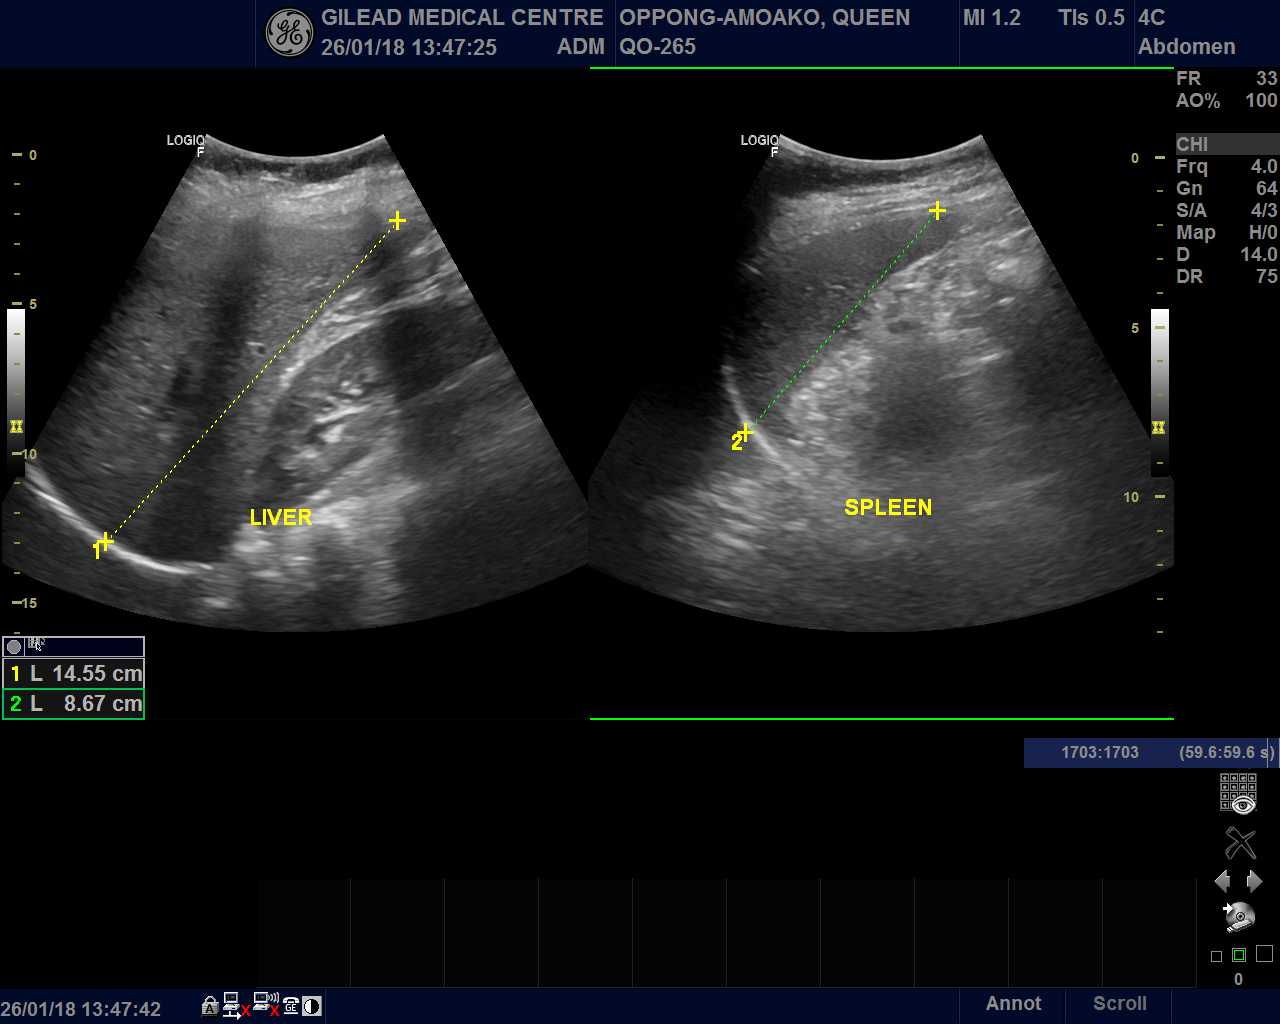 GILEAD MEDICAL CENTRE
26/01/18 13:47:25 ADM
OPPONG-AMOAKO, QUEEN
QO-265
MI 1.2 TIs 0.5
4C
Abdomen
FR 33
AO% 100
CHI
Frq 4.0
Gn 64
S/A 4/3
Map H/0
D 14.0
DR 75
LOGIQ
F
0
5
10
15
1
LIVER
LOGIQ
F
0
5
10
2
SPLEEN
1 L 14.55 cm
2 L 8.67 cm
1703:1703 (59.6:59.6 s)
0
26/01/18 13:47:42
Annot
Scroll